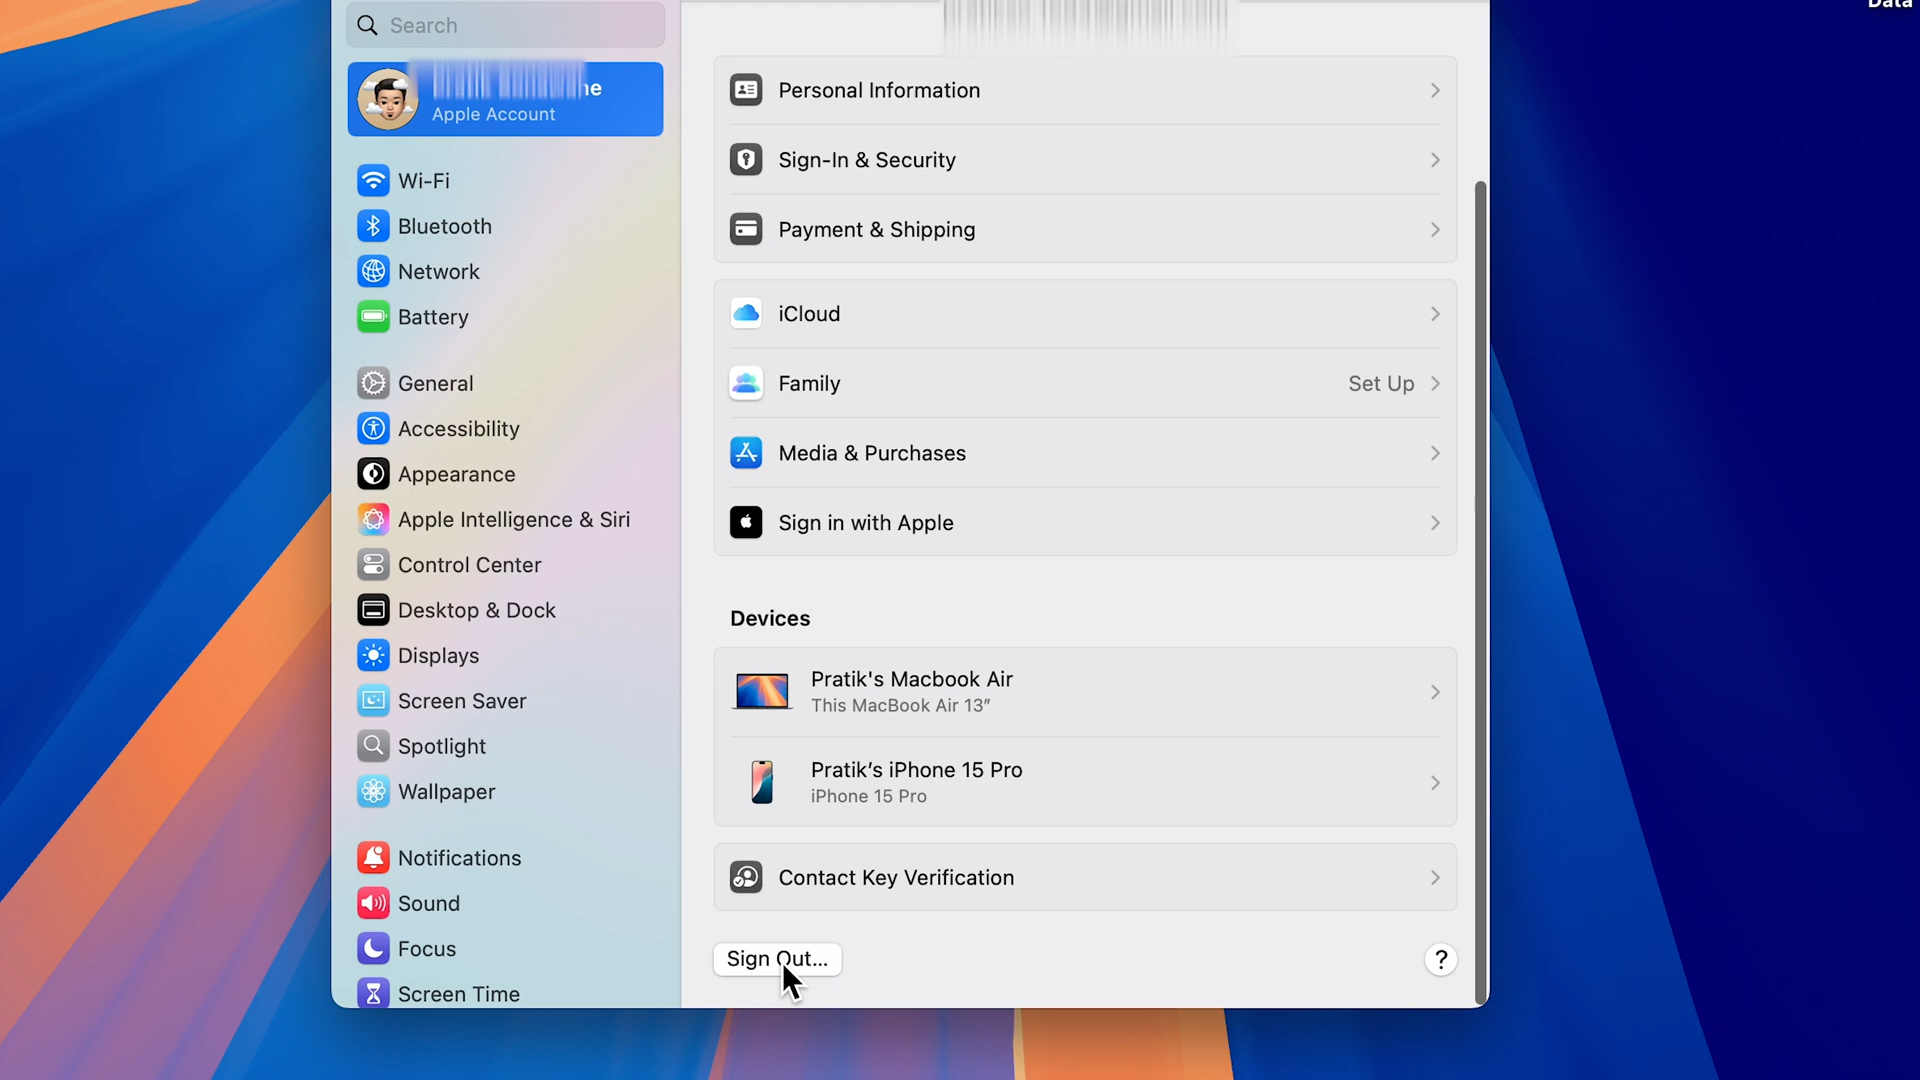 Data
Search
Apple Account
Wi-Fi
Bluetooth
Network
Battery
General
Accessibility
Appearance
Apple Intelligence & Siri
Control Center
Desktop & Dock
Displays
Screen Saver
Spotlight
Wallpaper
Notifications
Sound
Focus
Screen Time
Personal Information
Sign-In & Security
Payment & Shipping
iCloud
Family Set Up
Media & Purchases
Sign in with Apple
Devices
Pratik's Macbook Air
This MacBook Air 13”
Pratik’s iPhone 15 Pro
iPhone 15 Pro
Contact Key Verification
Sign Out... ?